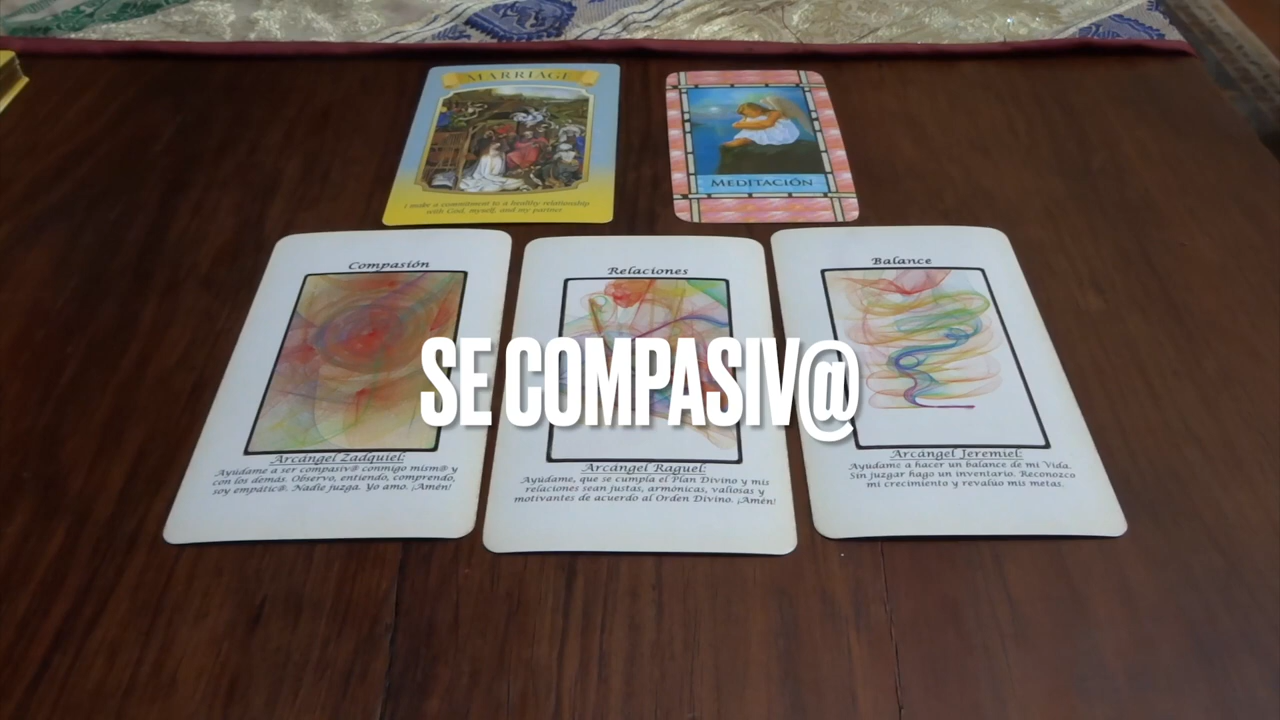 MARRIAGE
I make a commitment to a healthy relationship
with God, myself, and my partner
MEDITACIÓN
Compasión
Arcángel Zadquiel:
Ayúdame a ser compasiv@ conmigo mism@ y
con los demás. Observo, entiendo, comprendo,
soy empátic@. Nadie juzga. Yo amo. ¡Amén!
Relaciones
Arcángel Raguel:
Ayúdame, que se cumpla el Plan Divino y mis
relaciones sean justas, armónicas, valiosas y
motivantes de acuerdo al Orden Divino. ¡Amén!
Balance
Arcángel Jeremiel:
Ayúdame a hacer un balance de mi Vida.
Sin juzgar hago un inventario. Reconozco
mi crecimiento y revalúo mis metas.
SE COMPASIV@